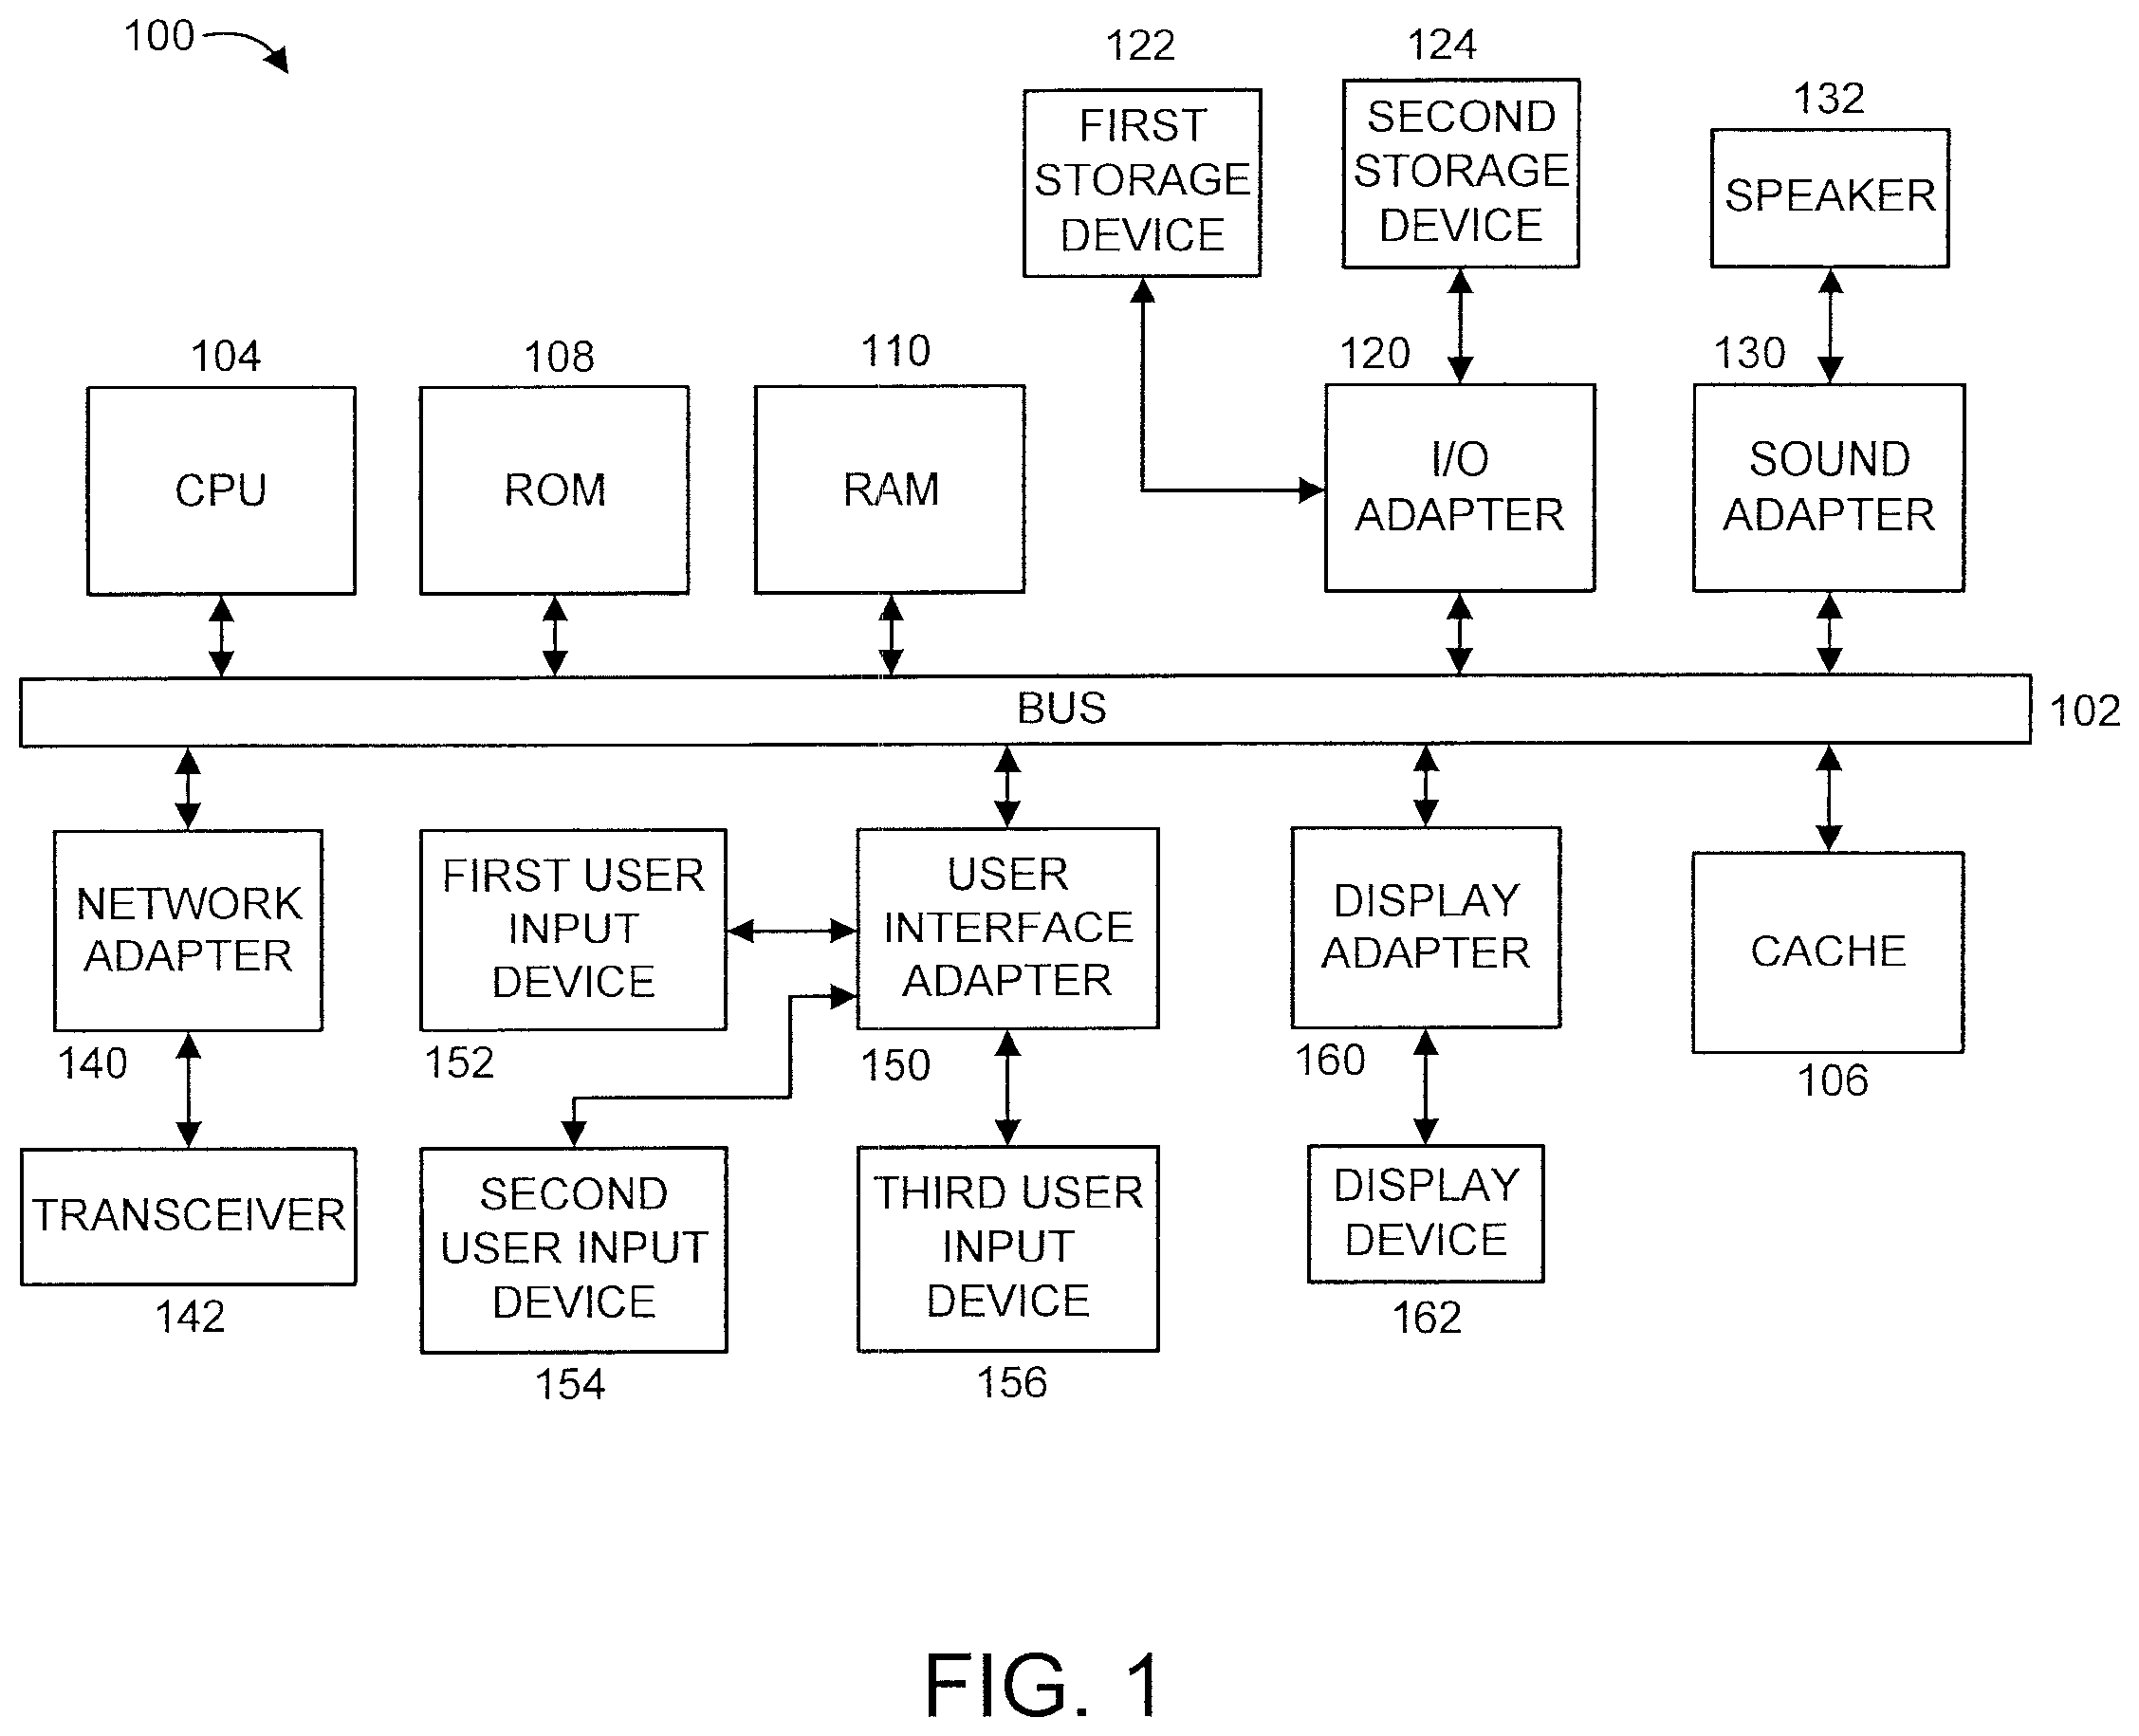 100
122
FIRST
STORAGE
DEVICE
124
SECOND
STORAGE
DEVICE
132
SPEAKER
104
CPU
108
ROM
110
RAM
120
I/O
ADAPTER
130
SOUND
ADAPTER
BUS
102
NETWORK
ADAPTER
140
FIRST USER
INPUT
DEVICE
152
USER
INTERFACE
ADAPTER
150
DISPLAY
ADAPTER
160
CACHE
106
TRANSCEIVER
142
SECOND
USER INPUT
DEVICE
154
THIRD USER
INPUT
DEVICE
156
DISPLAY
DEVICE
162
FIG. 1